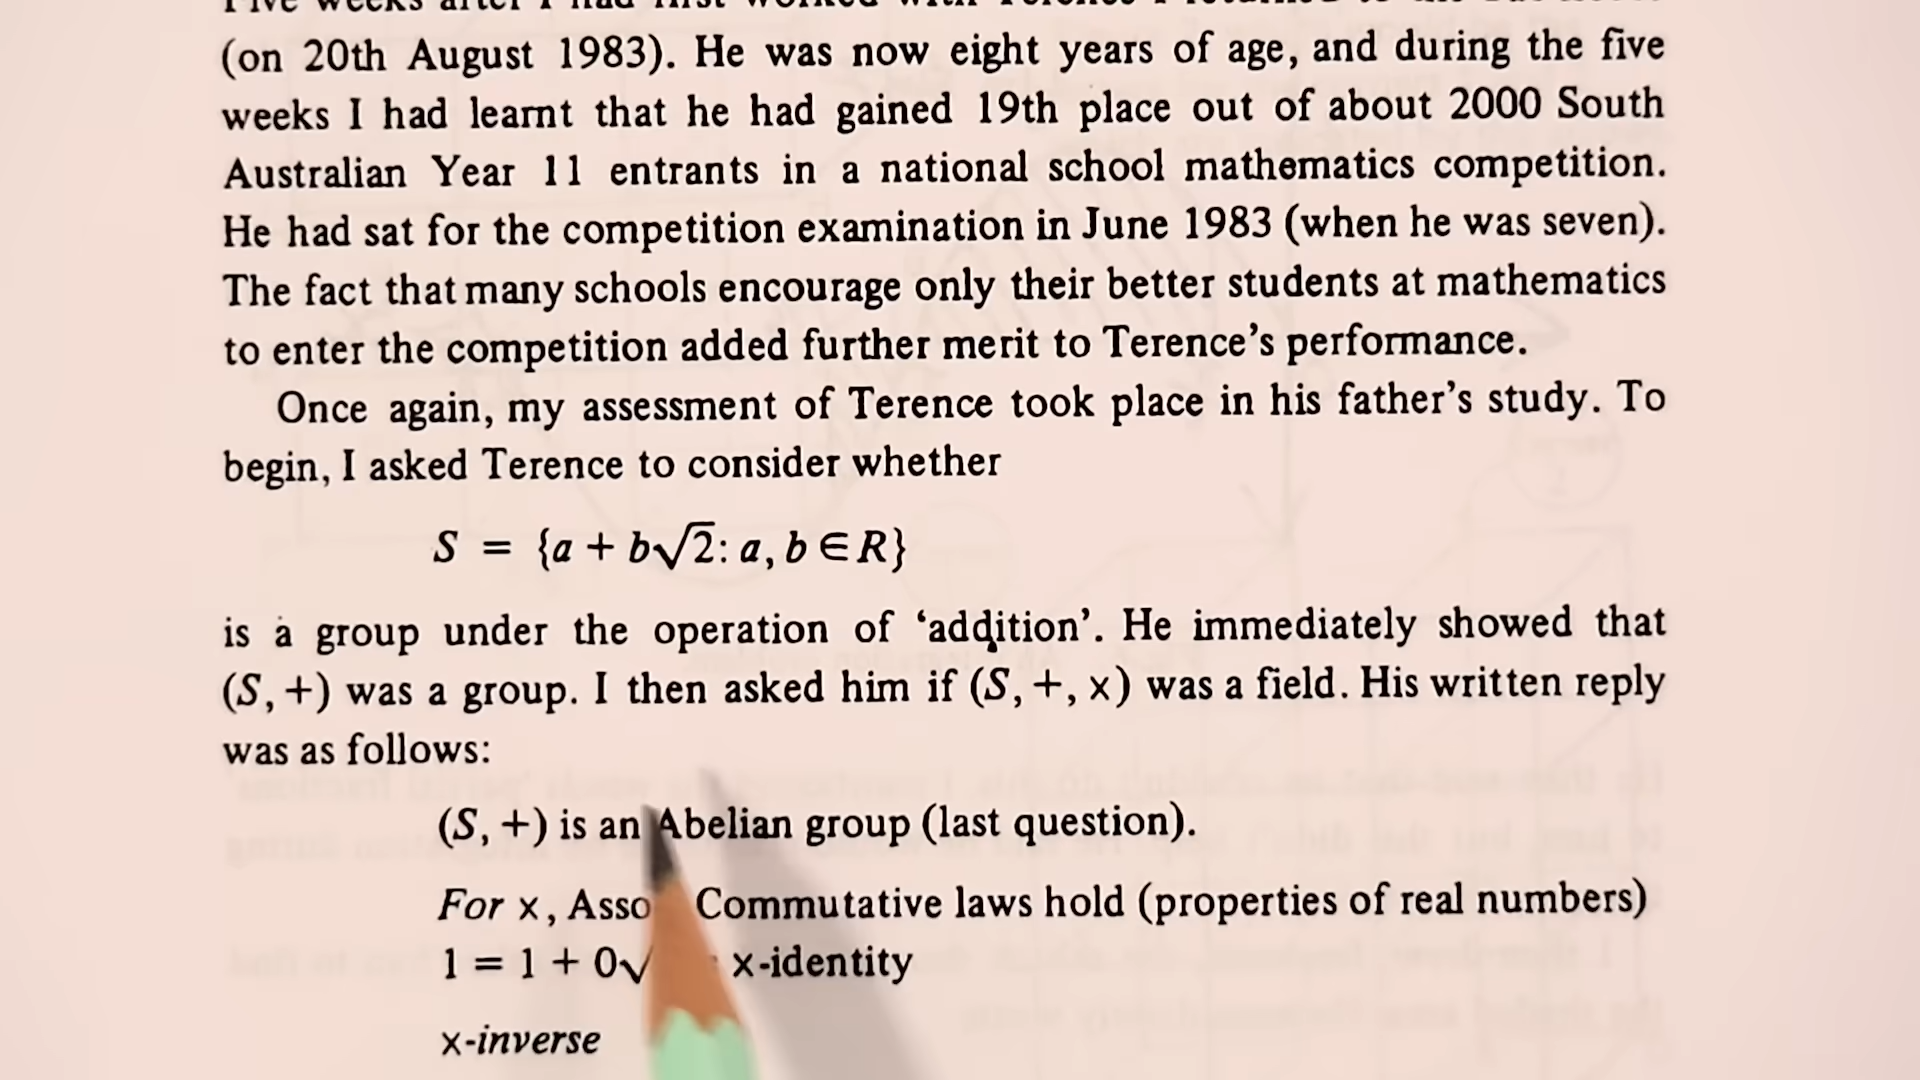 (on 20th August 1983). He was now eight years of age, and during the five
weeks I had learnt that he had gained 19th place out of about 2000 South
Australian Year 11 entrants in a national school mathematics competition.
He had sat for the competition examination in June 1983 (when he was seven).
The fact that many schools encourage only their better students at mathematics
to enter the competition added further merit to Terence’s performance.
Once again, my assessment of Terence took place in his father’s study. To
begin, I asked Terence to consider whether
S = {a + b√2: a, b ∈ R}
is a group under the operation of ‘addition’. He immediately showed that
(S, +) was a group. I then asked him if (S, +, x) was a field. His written reply
was as follows:
(S, +) is an Abelian group (last question).
For x, Asso Commutative laws hold (properties of real numbers)
1 = 1 + 0√ x-identity
x-inverse